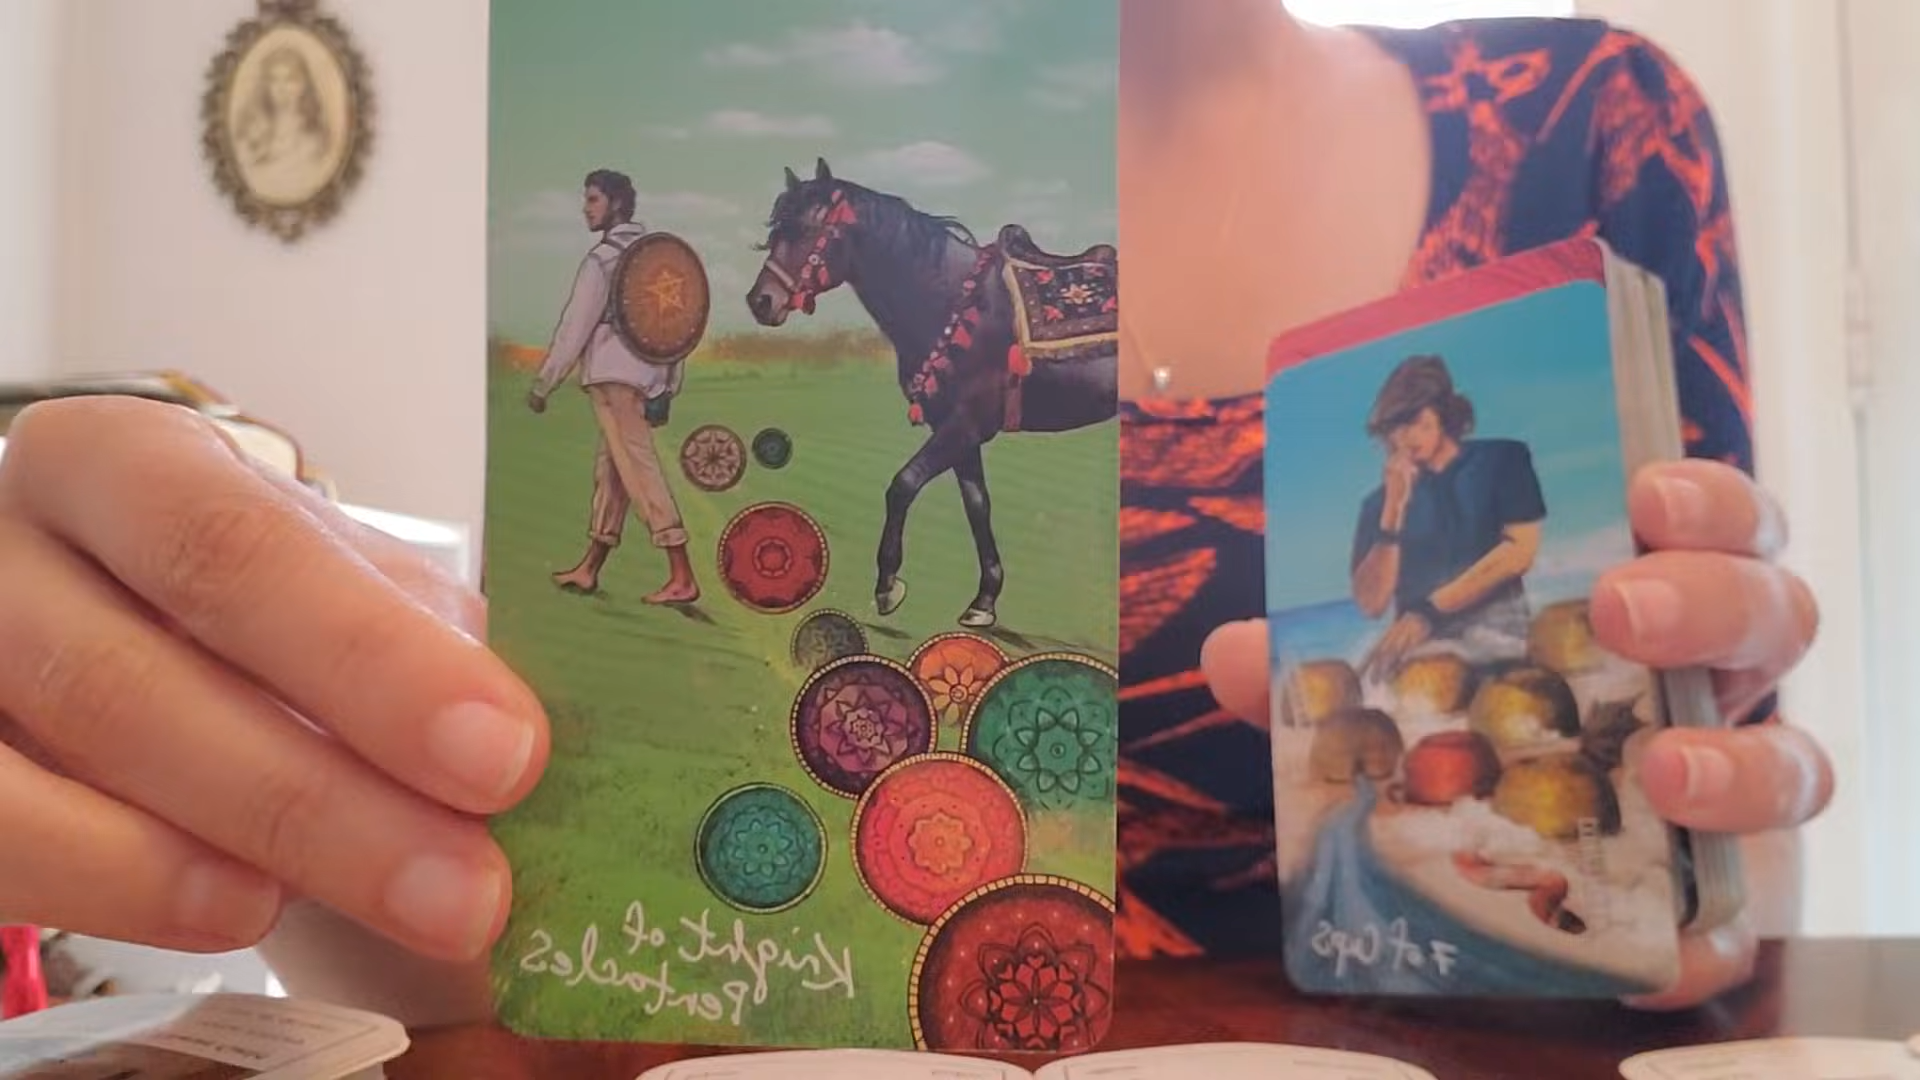 Knight of
Pentacles
7 of Cups